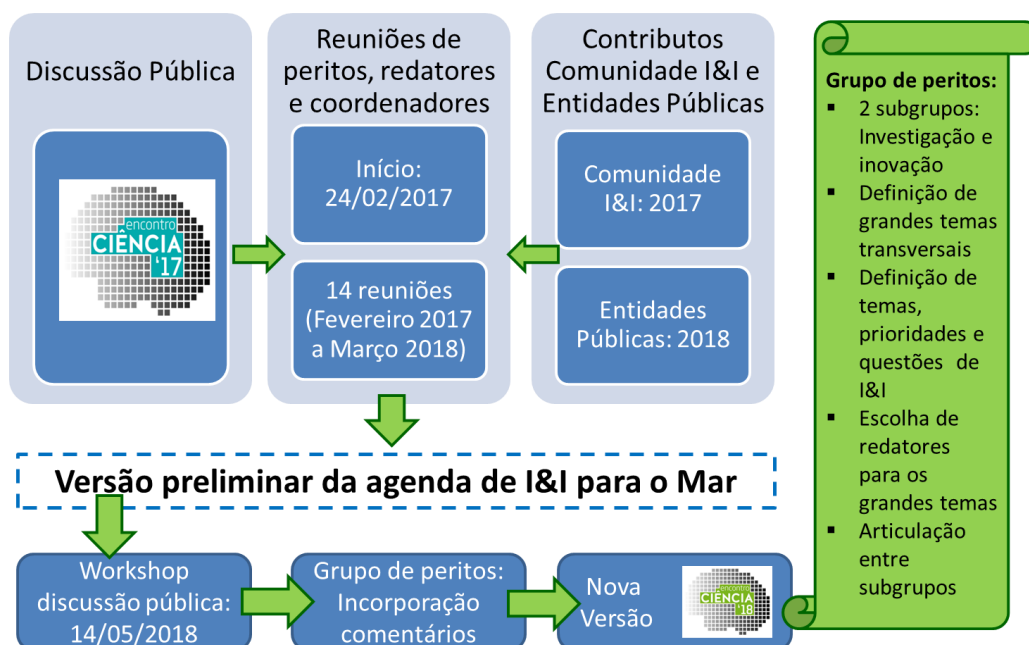 Discussão Pública
encontro
CIÊNCIA
'17
Reuniões de
peritos, redatores
e coordenadores
Início:
24/02/2017
14 reuniões
(Fevereiro 2017
a Março 2018)
Contributos
Comunidade I&I e
Entidades Públicas
Comunidade
I&I: 2017
Entidades
Públicas: 2018
Versão preliminar da agenda de I&I para o Mar
Workshop
discussão pública:
14/05/2018
Grupo de peritos:
Incorporação
comentários
Nova
Versão
encontro
CIÊNCIA
'18
Grupo de peritos:
▪ 2 subgrupos:
Investigação e
inovação
▪ Definição de
grandes temas
transversais
▪ Definição de
temas,
prioridades e
questões de
I&I
▪ Escolha de
redatores
para os
grandes temas
▪ Articulação
entre
subgrupos